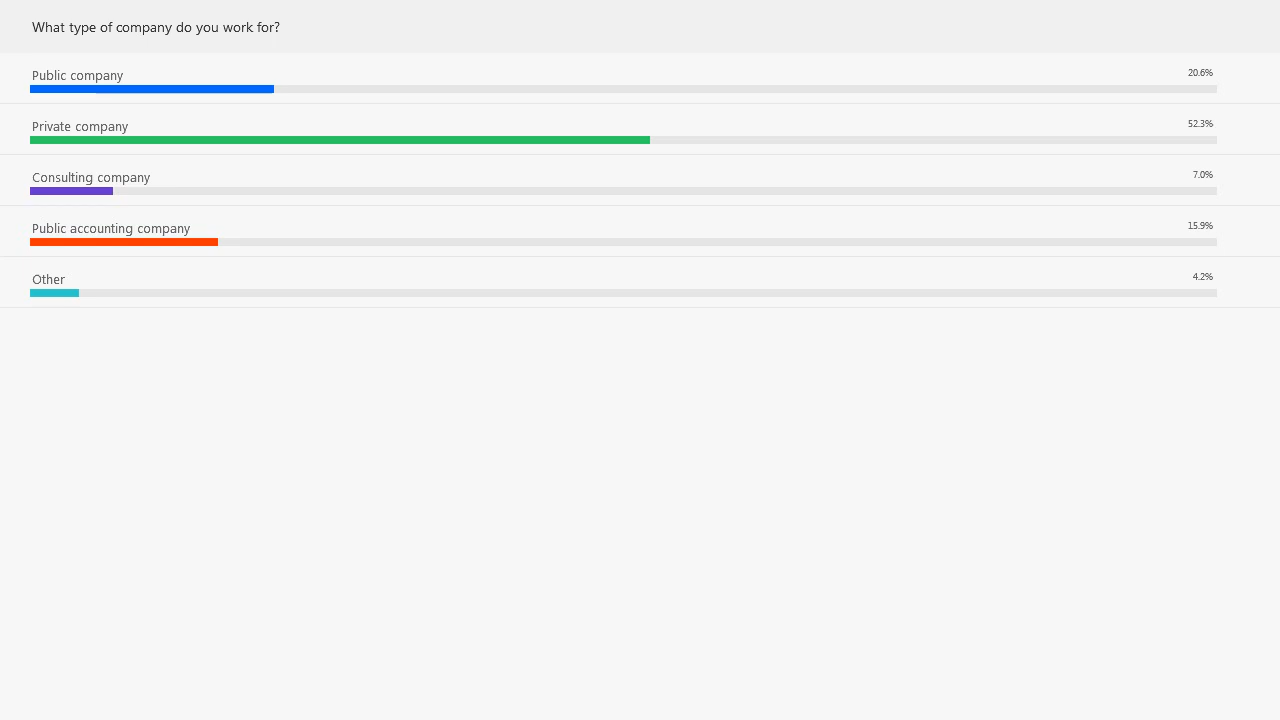 What type of company do you work for?
Public company 20.6%
Private company 52.3%
Consulting company 7.0%
Public accounting company 15.9%
Other 4.2%